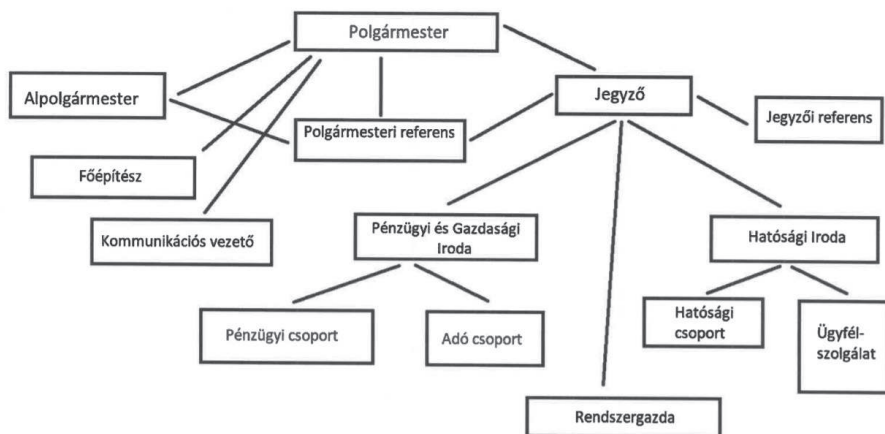 Polgármester
Alpolgármester
Jegyző
Jegyzői referens
Polgármesteri referens
Főépítész
Kommunikációs vezető
Pénzügyi és Gazdasági
Iroda
Hatósági Iroda
Pénzügyi csoport
Adó csoport
Hatósági
csoport
Ügyfél-
szolgálat
Rendszergazda